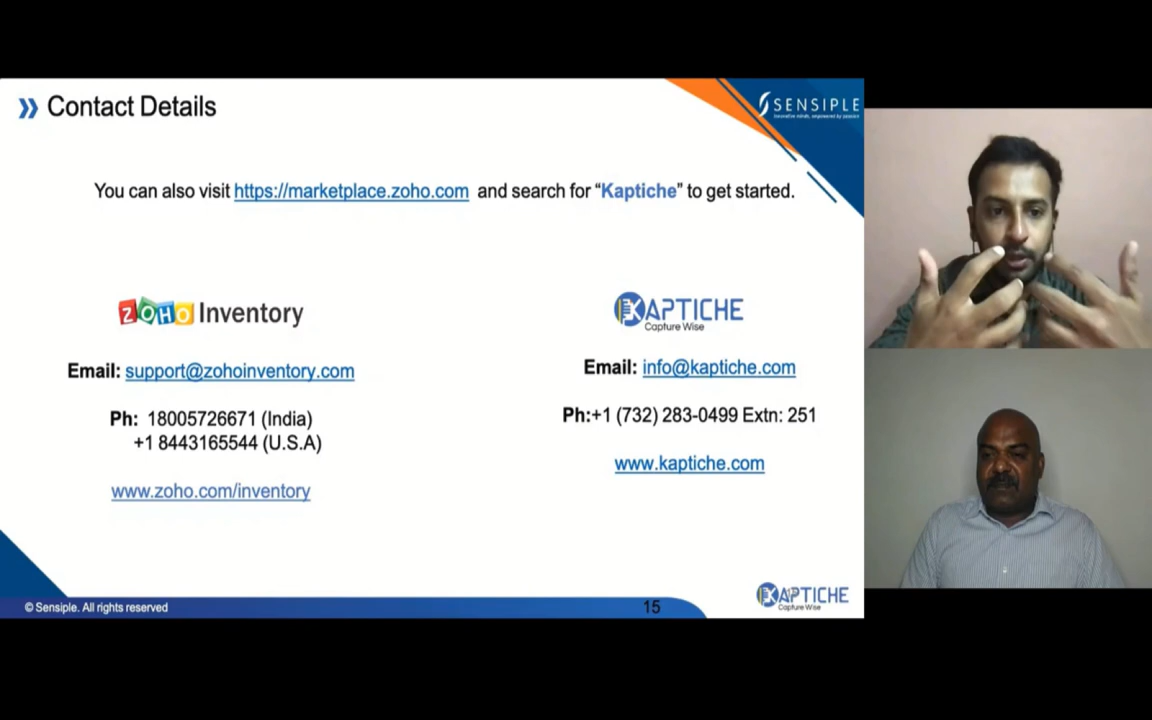 Contact Details
SENSIPLE
Innovative minds, empowered by passion
You can also visit https://marketplace.zoho.com and search for “Kaptiche” to get started.
ZOHO Inventory
KAPTICHE
Capture Wise
Email: support@zohoinventory.com
Email: info@kaptiche.com
Ph: 18005726671 (India)
+1 8443165544 (U.S.A)
Ph:+1 (732) 283-0499 Extn: 251
www.kaptiche.com
www.zoho.com/inventory
© Sensiple. All rights reserved
15
KAPTICHE
Capture Wise